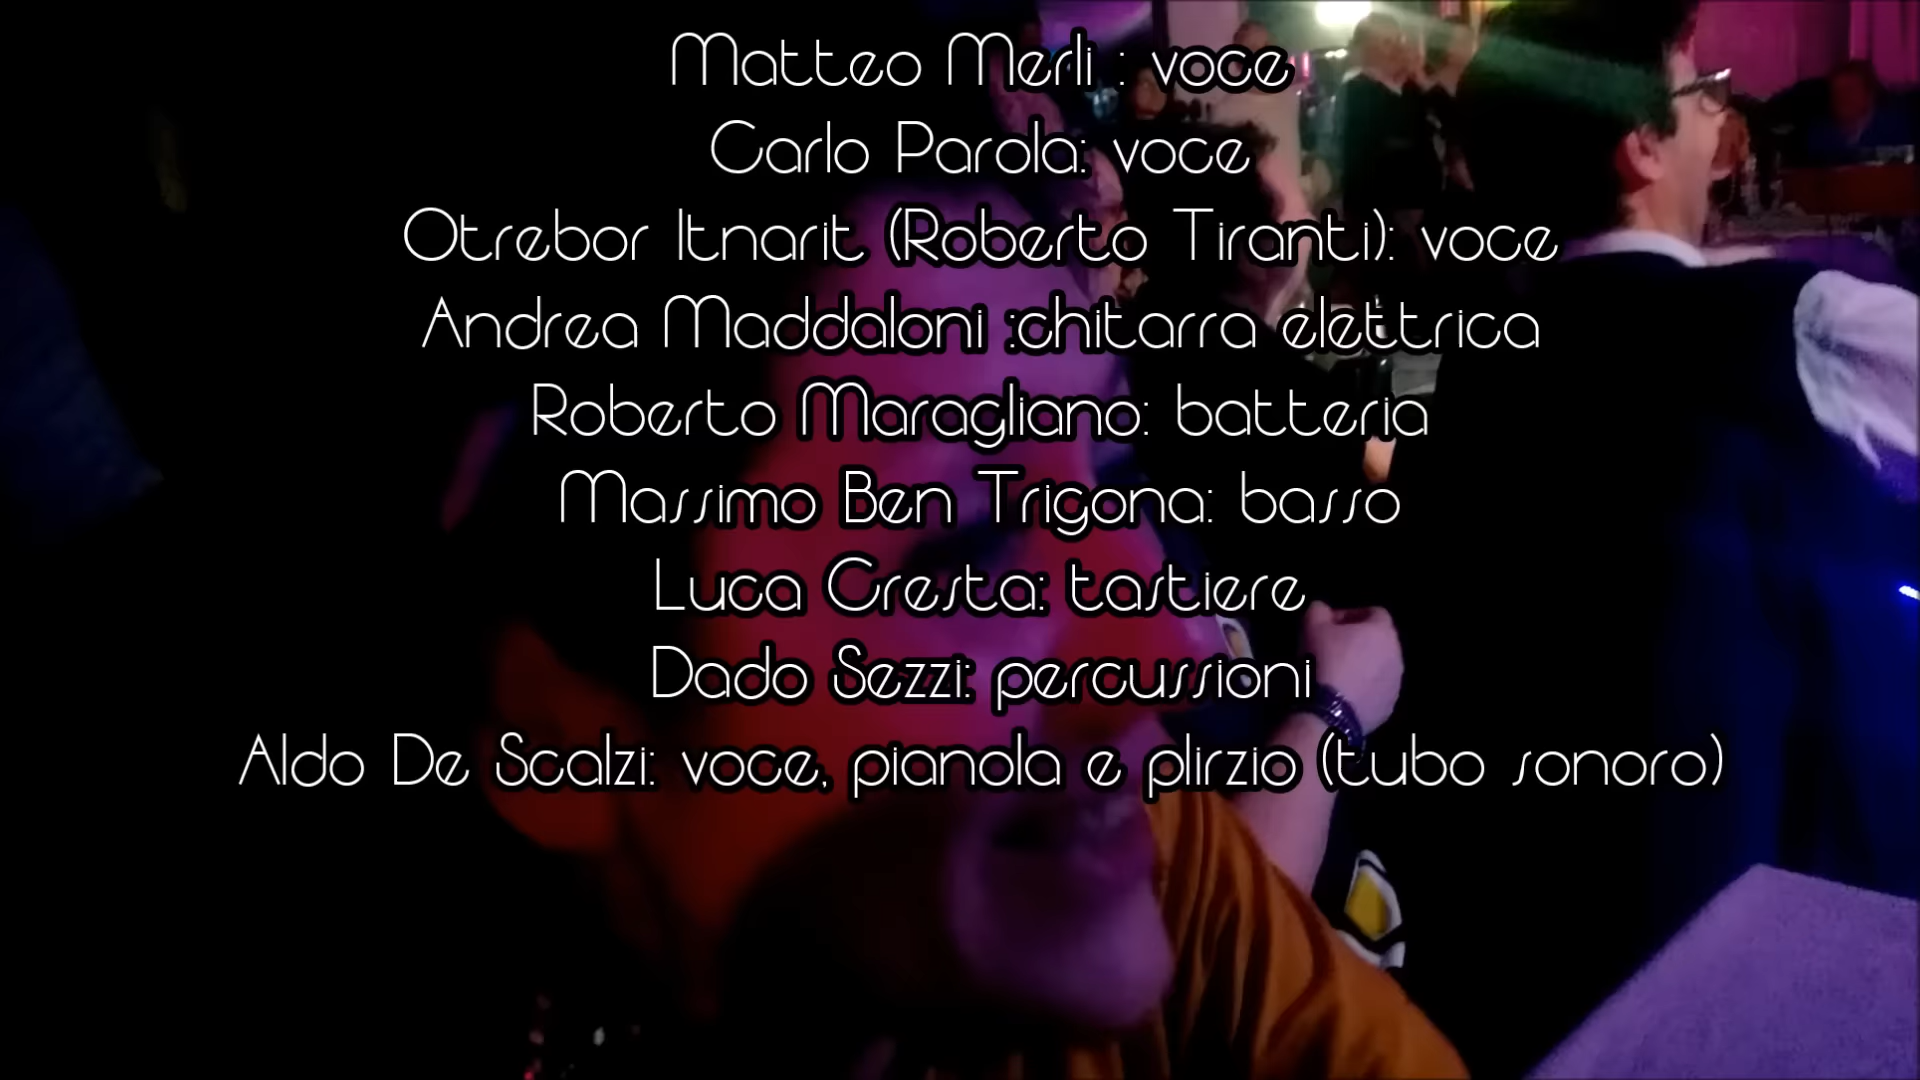 Matteo Merli : voce
Carlo Parola: voce
Otrebor Itnarit (Roberto Tiranti): voce
Andrea Maddaloni :chitarra elettrica
Roberto Maragliano: batteria
Massimo Ben Trigona: basso
Luca Cresta: tastiere
Dado Sezzi: percussioni
Aldo De Scalzi: voce, pianola e plirzio (tubo sonoro)